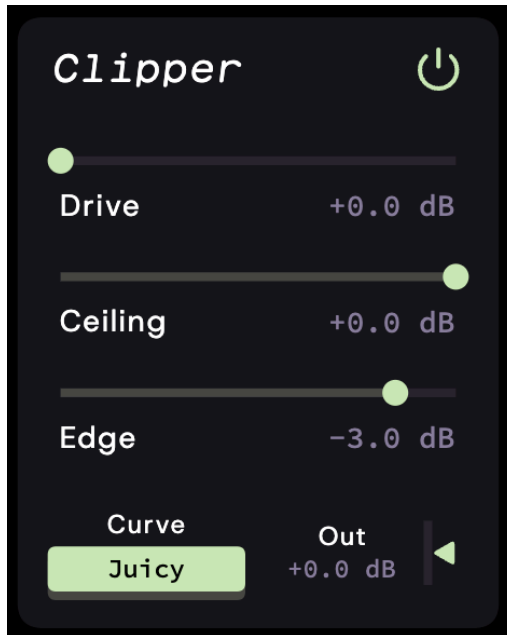 Clipper
Drive +0.0 dB
Ceiling +0.0 dB
Edge −3.0 dB
Curve
Juicy
Out
+0.0 dB